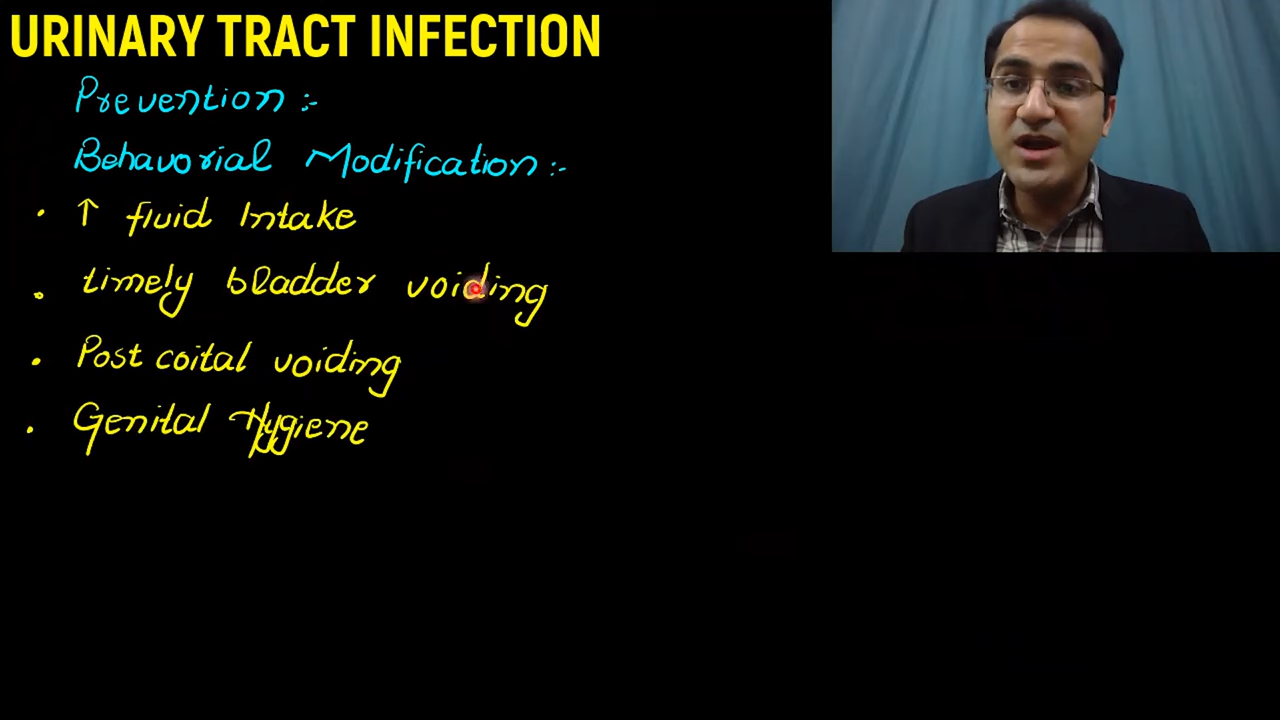 URINARY TRACT INFECTION
Prevention :-
Behavorial Modification :-
• ↑ fluid Intake
• timely bladder voiding
• Post coital voiding
• Genital Hygiene